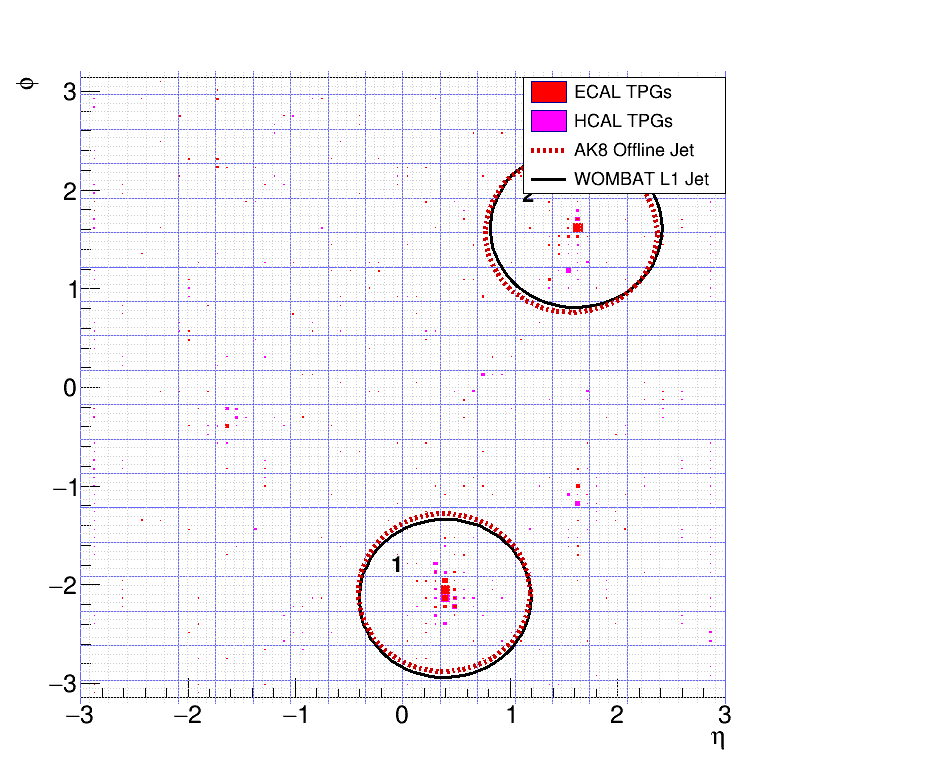 ϕ
3
2
1
0
−1
−2
−3
ECAL TPGs
HCAL TPGs
AK8 Offline Jet
WOMBAT L1 Jet
2
1
−3 −2 −1 0 1 2 3
η